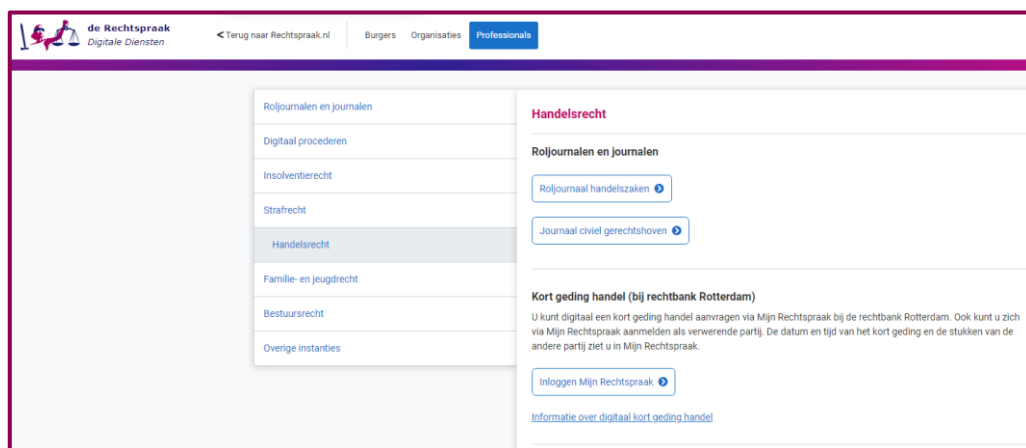 de Rechtspraak
Digitale Diensten
< Terug naar Rechtspraak.nl
Burgers
Organisaties
Professionals
Roljournalen en journalen
Digitaal procederen
Insolventierecht
Strafrecht
Handelsrecht
Familie- en jeugdrecht
Bestuursrecht
Overige instanties
Handelsrecht
Roljournalen en journalen
Roljournaal handelszaken
Journaal civiel gerechtshoven
Kort geding handel (bij rechtbank Rotterdam)
U kunt digitaal een kort geding handel aanvragen via Mijn Rechtspraak bij de rechtbank Rotterdam. Ook kunt u zich
via Mijn Rechtspraak aanmelden als verwerende partij. De datum en tijd van het kort geding en de stukken van de
andere partij ziet u in Mijn Rechtspraak.
Inloggen Mijn Rechtspraak
Informatie over digitaal kort geding handel